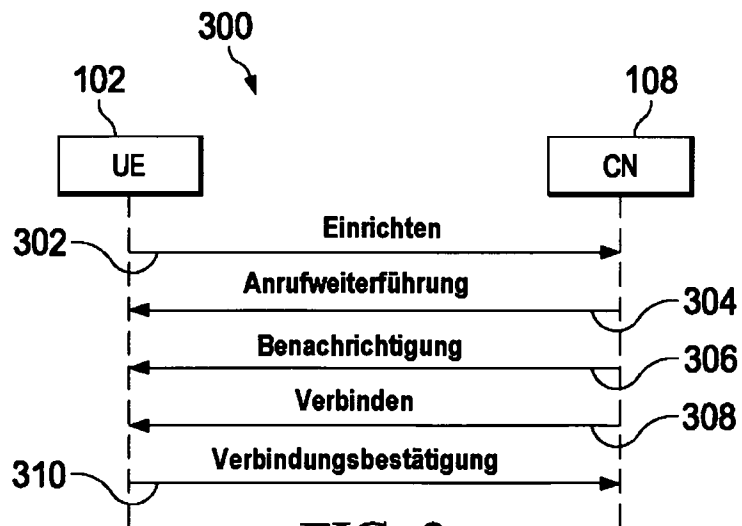 300
102
108
UE
CN
302
Einrichten
Anrufweiterführung
304
Benachrichtigung
306
Verbinden
308
310
Verbindungsbestätigung